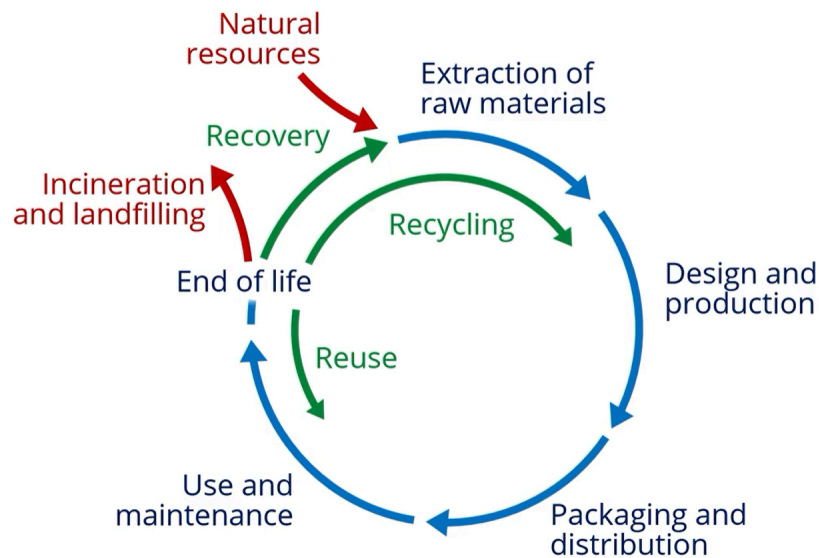 Natural
resources
Extraction of
raw materials
Recovery
Incineration
and landfilling
Recycling
End of life
Design and
production
Reuse
Use and
maintenance
Packaging and
distribution